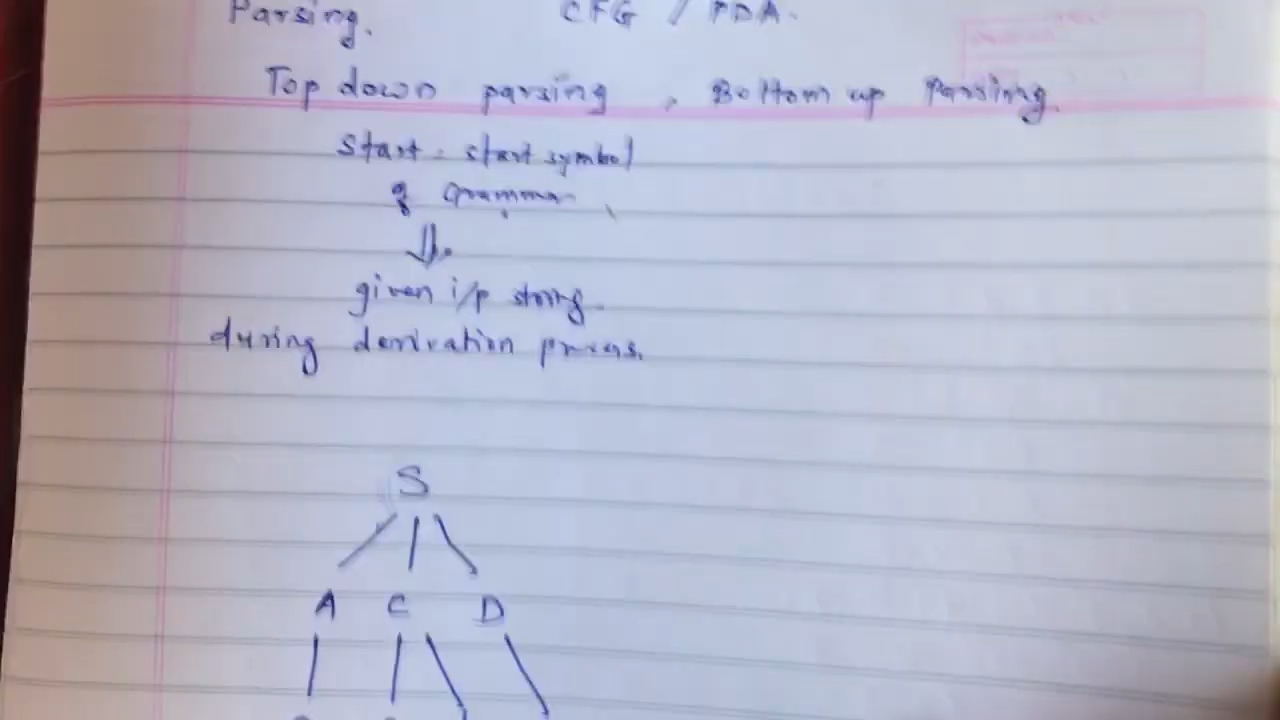 Parsing. CFG / PDA.
Top down parsing , Bottom up Parsing.
Start : start symbol
of Grammar
given i/p string.
during derivation process.
S
A C D